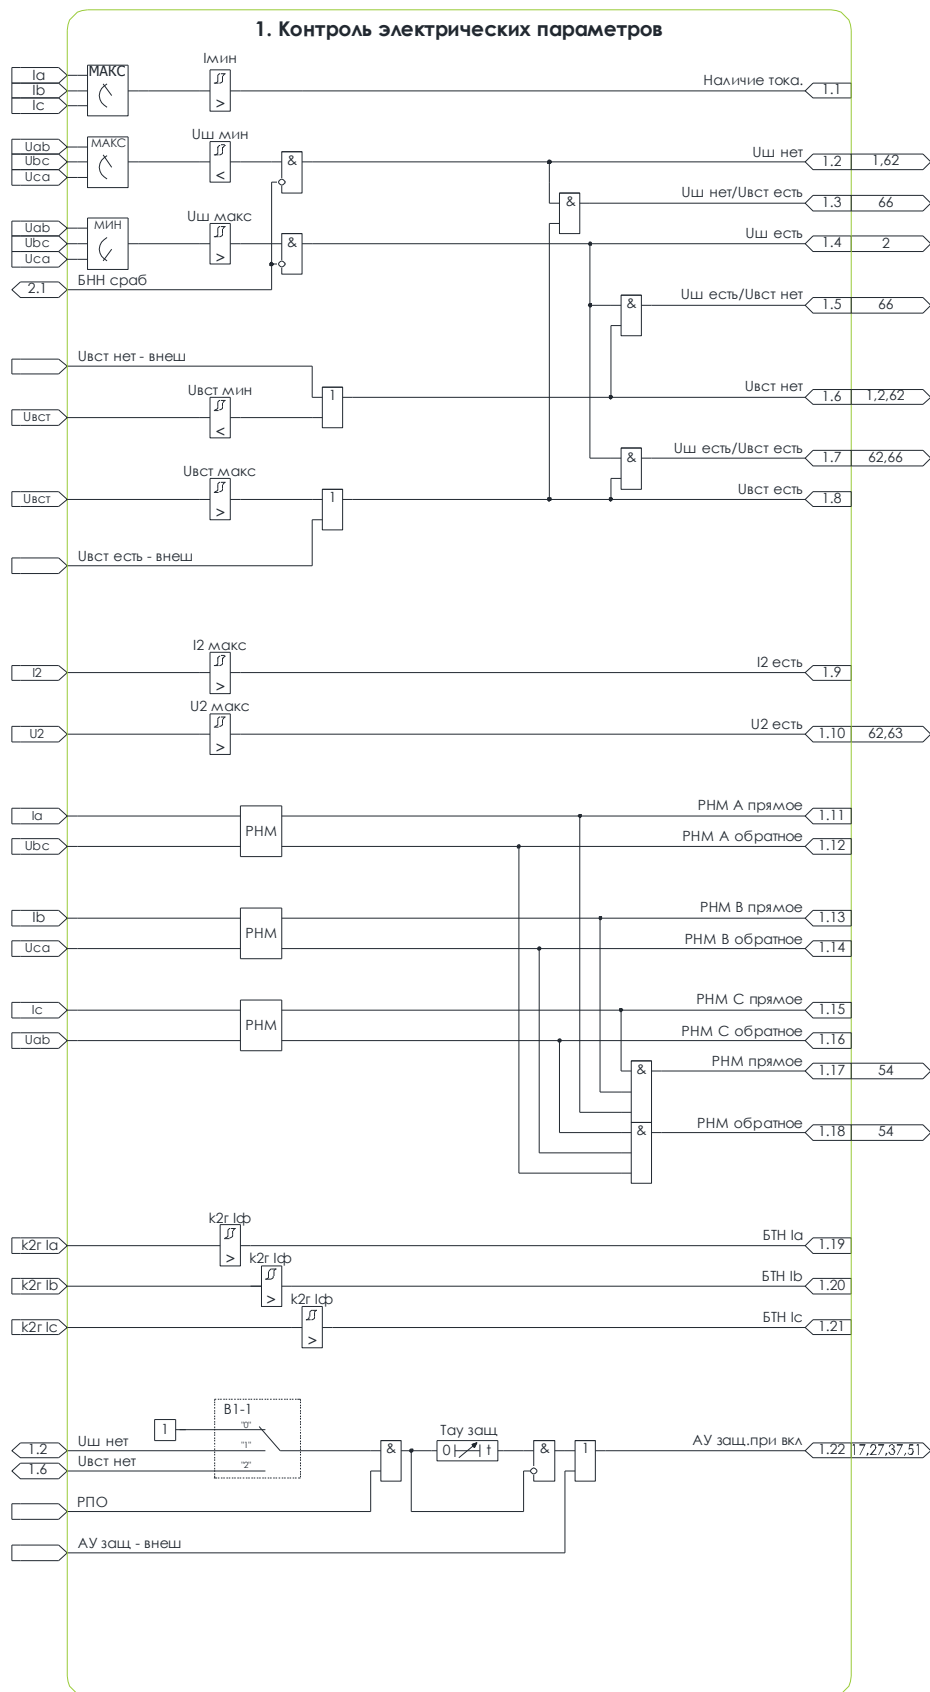 1. Контроль электрических параметров
Iмин
Ia
Ib
Ic
МАКС
>
Наличие тока.
1.1
Uш мин
Uab
Ubc
Uca
МАКС
<
&
Uш нет
1.2
1,62
&
Uш нет/Uвст есть
1.3
66
Uш макс
Uab
Ubc
Uca
МИН
>
&
Uш есть
1.4
2
2.1
БНН сраб
&
Uш есть/Uвст нет
1.5
66
Uвст нет - внеш
Uвст мин
Uвст
<
1
Uвст нет
1.6
1,2,62
&
Uш есть/Uвст есть
1.7
62,66
Uвст макс
Uвст
>
1
Uвст есть
1.8
Uвст есть - внеш
I2 макс
I2
>
I2 есть
1.9
U2 макс
U2
>
U2 есть
1.10
62,63
Ia
Ubc
РНМ
РНМ А прямое
1.11
РНМ А обратное
1.12
Ib
Uca
РНМ
РНМ В прямое
1.13
РНМ В обратное
1.14
Ic
Uab
РНМ
РНМ С прямое
1.15
РНМ С обратное
1.16
&
РНМ прямое
1.17
54
&
РНМ обратное
1.18
54
k2г Iф
k2г Ia
>
БТН Ia
1.19
k2г Iф
k2г Ib
>
БТН Ib
1.20
k2г Iф
k2г Ic
>
БТН Ic
1.21
В1-1
1
"0"
1.2
Uш нет
"1"
1.6
Uвст нет
"2"
&
Тау защ
0
t
&
1
АУ защ.при вкл
1.22
17,27,37,51
РПО
АУ защ - внеш